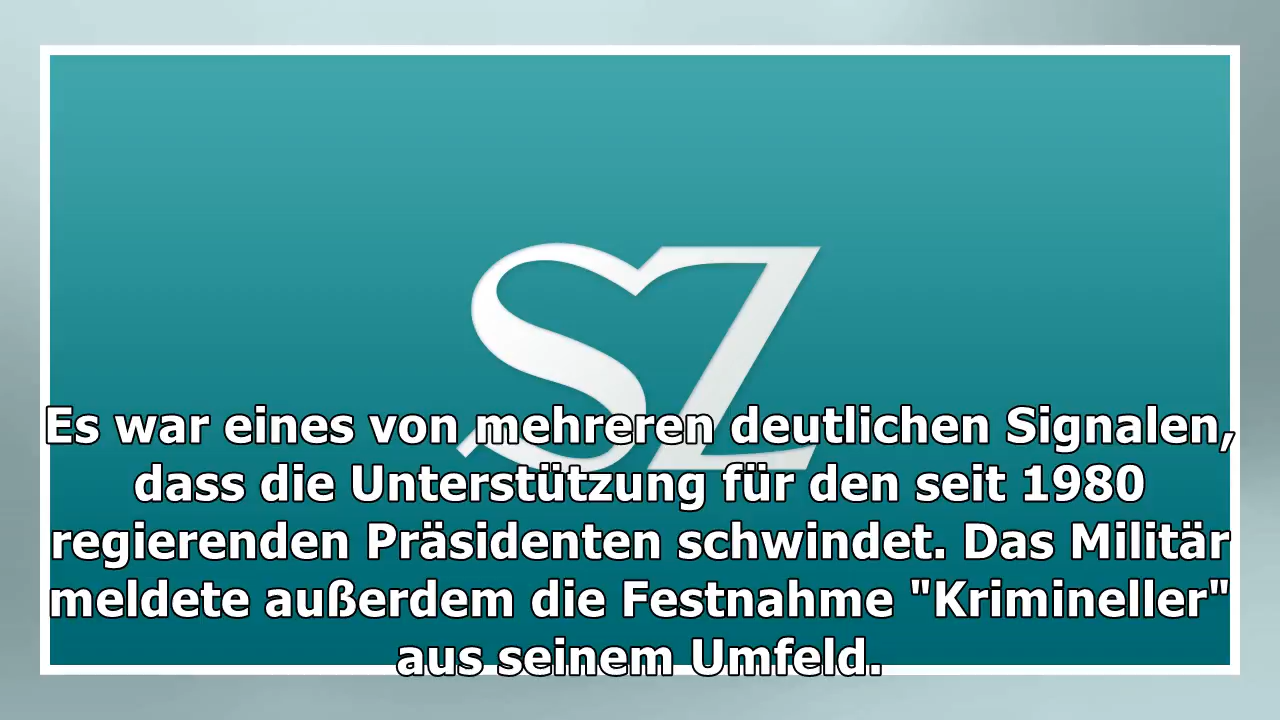 SZ
Es war eines von mehreren deutlichen Signalen,
dass die Unterstützung für den seit 1980
regierenden Präsidenten schwindet. Das Militär
meldete außerdem die Festnahme "Krimineller"
aus seinem Umfeld.